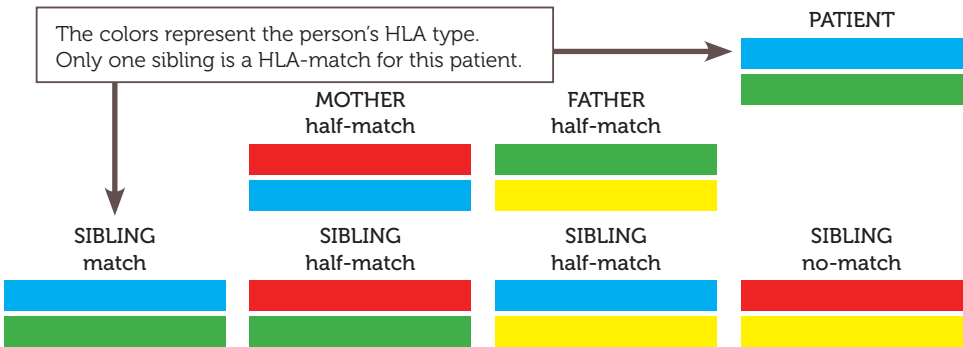 The colors represent the person's HLA type.
Only one sibling is a HLA-match for this patient.
PATIENT
MOTHER
half-match
FATHER
half-match
SIBLING
match
SIBLING
half-match
SIBLING
half-match
SIBLING
no-match